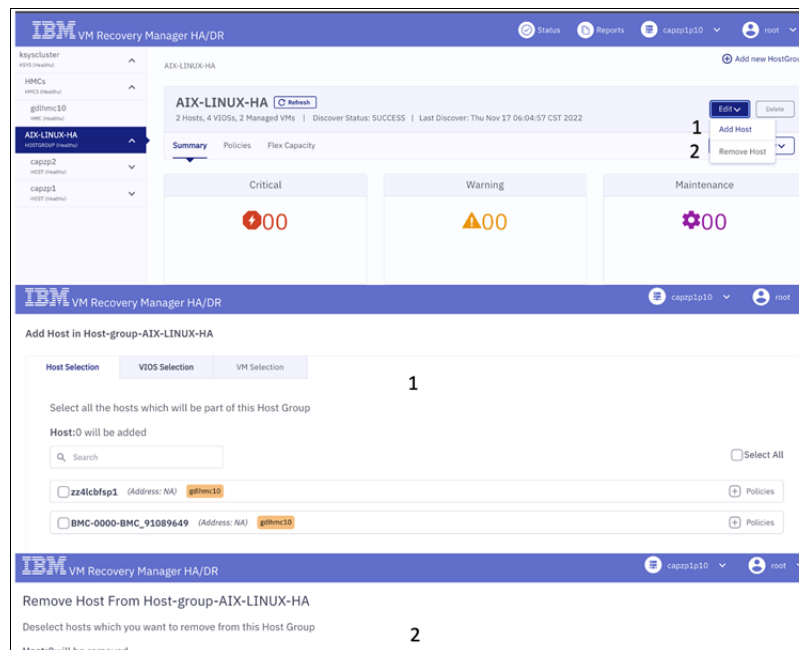 IBM VM Recovery Manager HA/DR Status Reports capzp1p10 root
ksyscluster
KSYS (Healthy)
Add new HostGrou
AIX-LINUX-HA
HMCs
HMCS (Healthy)
gdlhmc10
HMC (Healthy)
AIX-LINUX-HA
HOSTGROUP (Healthy)
capzp2
HOST (Healthy)
capzp1
HOST (Healthy)
AIX-LINUX-HA Refresh
2 Hosts, 4 VIOSs, 2 Managed VMs | Discover Status: SUCCESS | Last Discover: Thu Nov 17 06:04:57 CST 2022
Edit Delete
1 Add Host
2 Remove Host
Summary Policies Flex Capacity
Critical Warning Maintenance
00 00 00
IBM VM Recovery Manager HA/DR capzp1p10 root
Add Host in Host-group-AIX-LINUX-HA
Host Selection VIOS Selection VM Selection
1
Select all the hosts which will be part of this Host Group
Host:0 will be added
Search Select All
zz4lcbfsp1 (Address: NA) gdlhmc10 Policies
BMC-0000-BMC_91089649 (Address: NA) gdlhmc10 Policies
IBM VM Recovery Manager HA/DR capzp1p10 root
Remove Host From Host-group-AIX-LINUX-HA
Deselect hosts which you want to remove from this Host Group
2
Host:0 will be removed